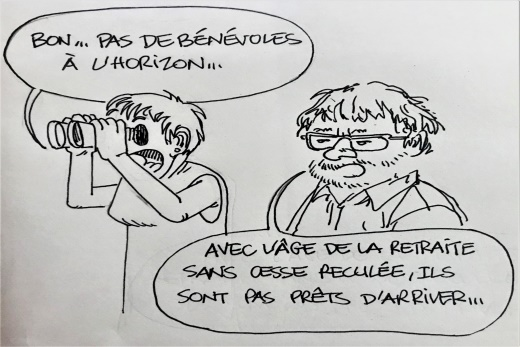 BON... PAS DE BÉNÉVOLES
À L'HORIZON...
AVEC L'ÂGE DE LA RETRAITE
SANS CESSE RECULÉE, ILS
SONT PAS PRÊTS D'ARRIVER...